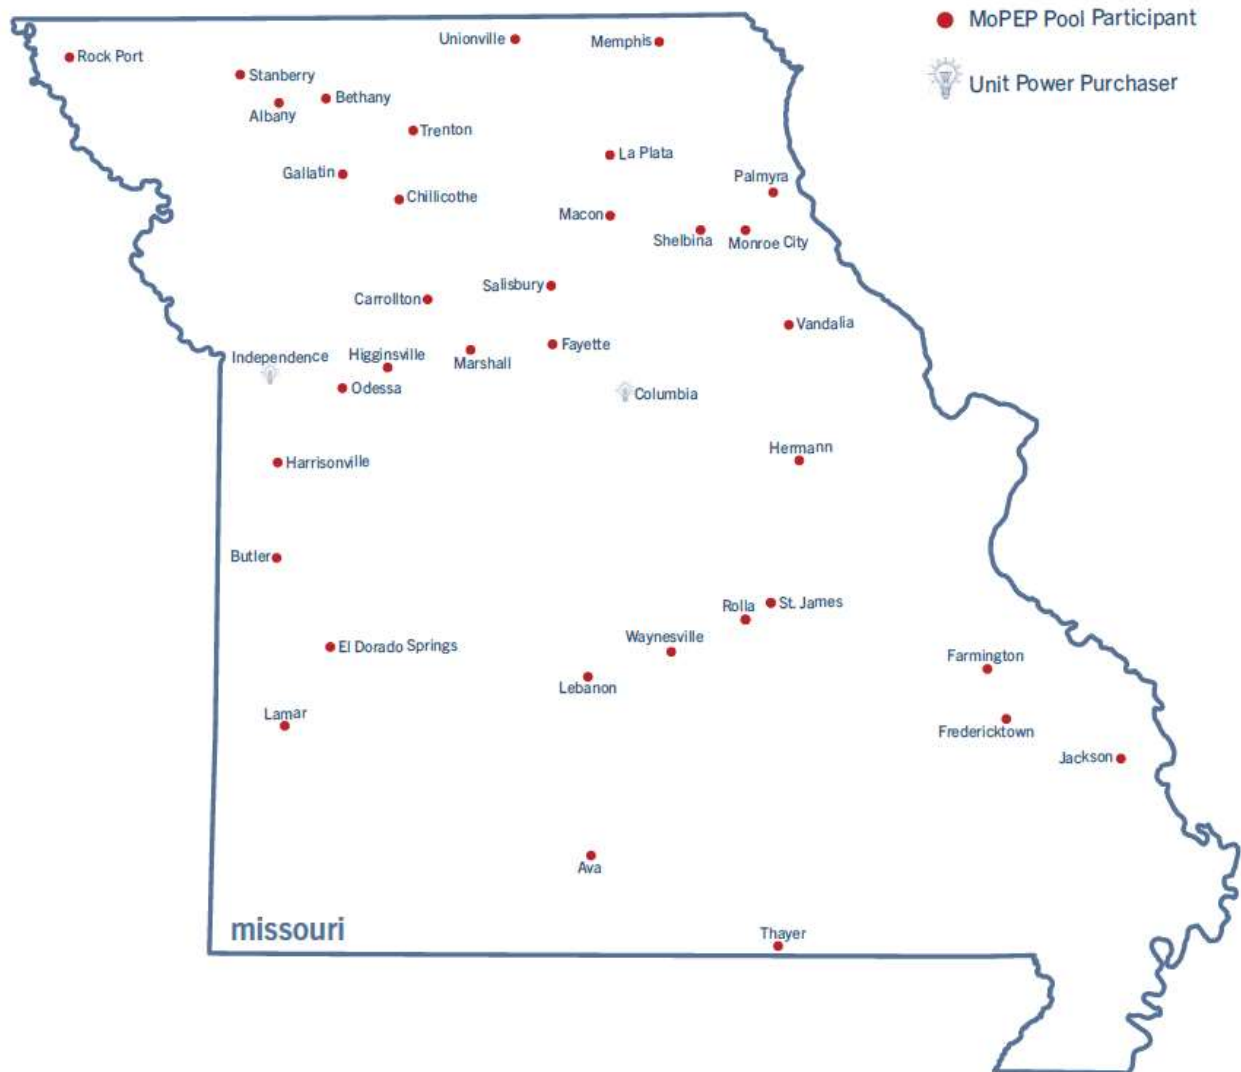 MoPEP Pool Participant
Unionville
Memphis
Rock Port
Stanberry
Unit Power Purchaser
Bethany
Albany
Trenton
La Plata
Gallatin
Palmyra
Chillicothe
Macon
Shelbina
Monroe City
Salisbury
Carrollton
Vandalia
Fayette
Independence
Higginsville
Marshall
Odessa
Columbia
Hermann
Harrisonville
Butler
St. James
Rolla
Waynesville
El Dorado Springs
Farmington
Lebanon
Lamar
Fredericktown
Jackson
Ava
missouri
Thayer